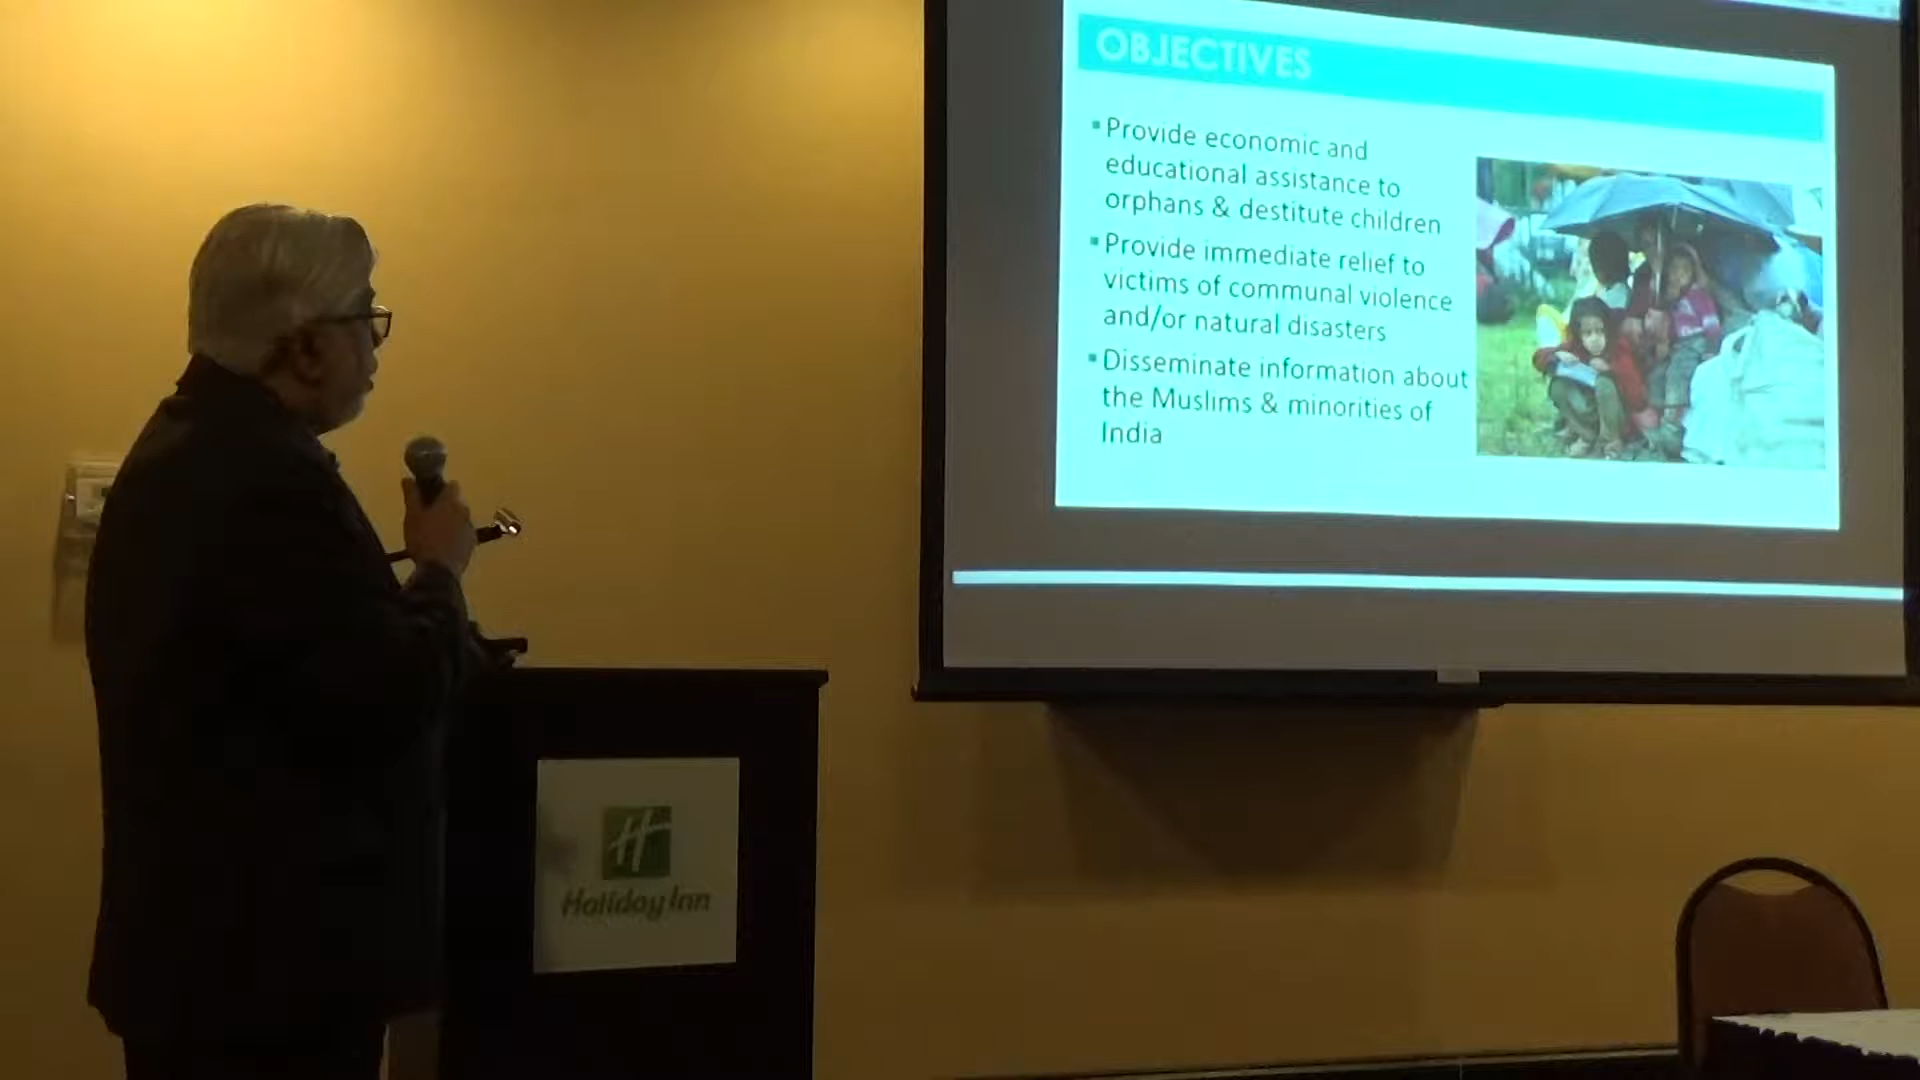 OBJECTIVES
▪Provide economic and
educational assistance to
orphans & destitute children
▪Provide immediate relief to
victims of communal violence
and/or natural disasters
▪Disseminate information about
the Muslims & minorities of
India
H
Holiday Inn